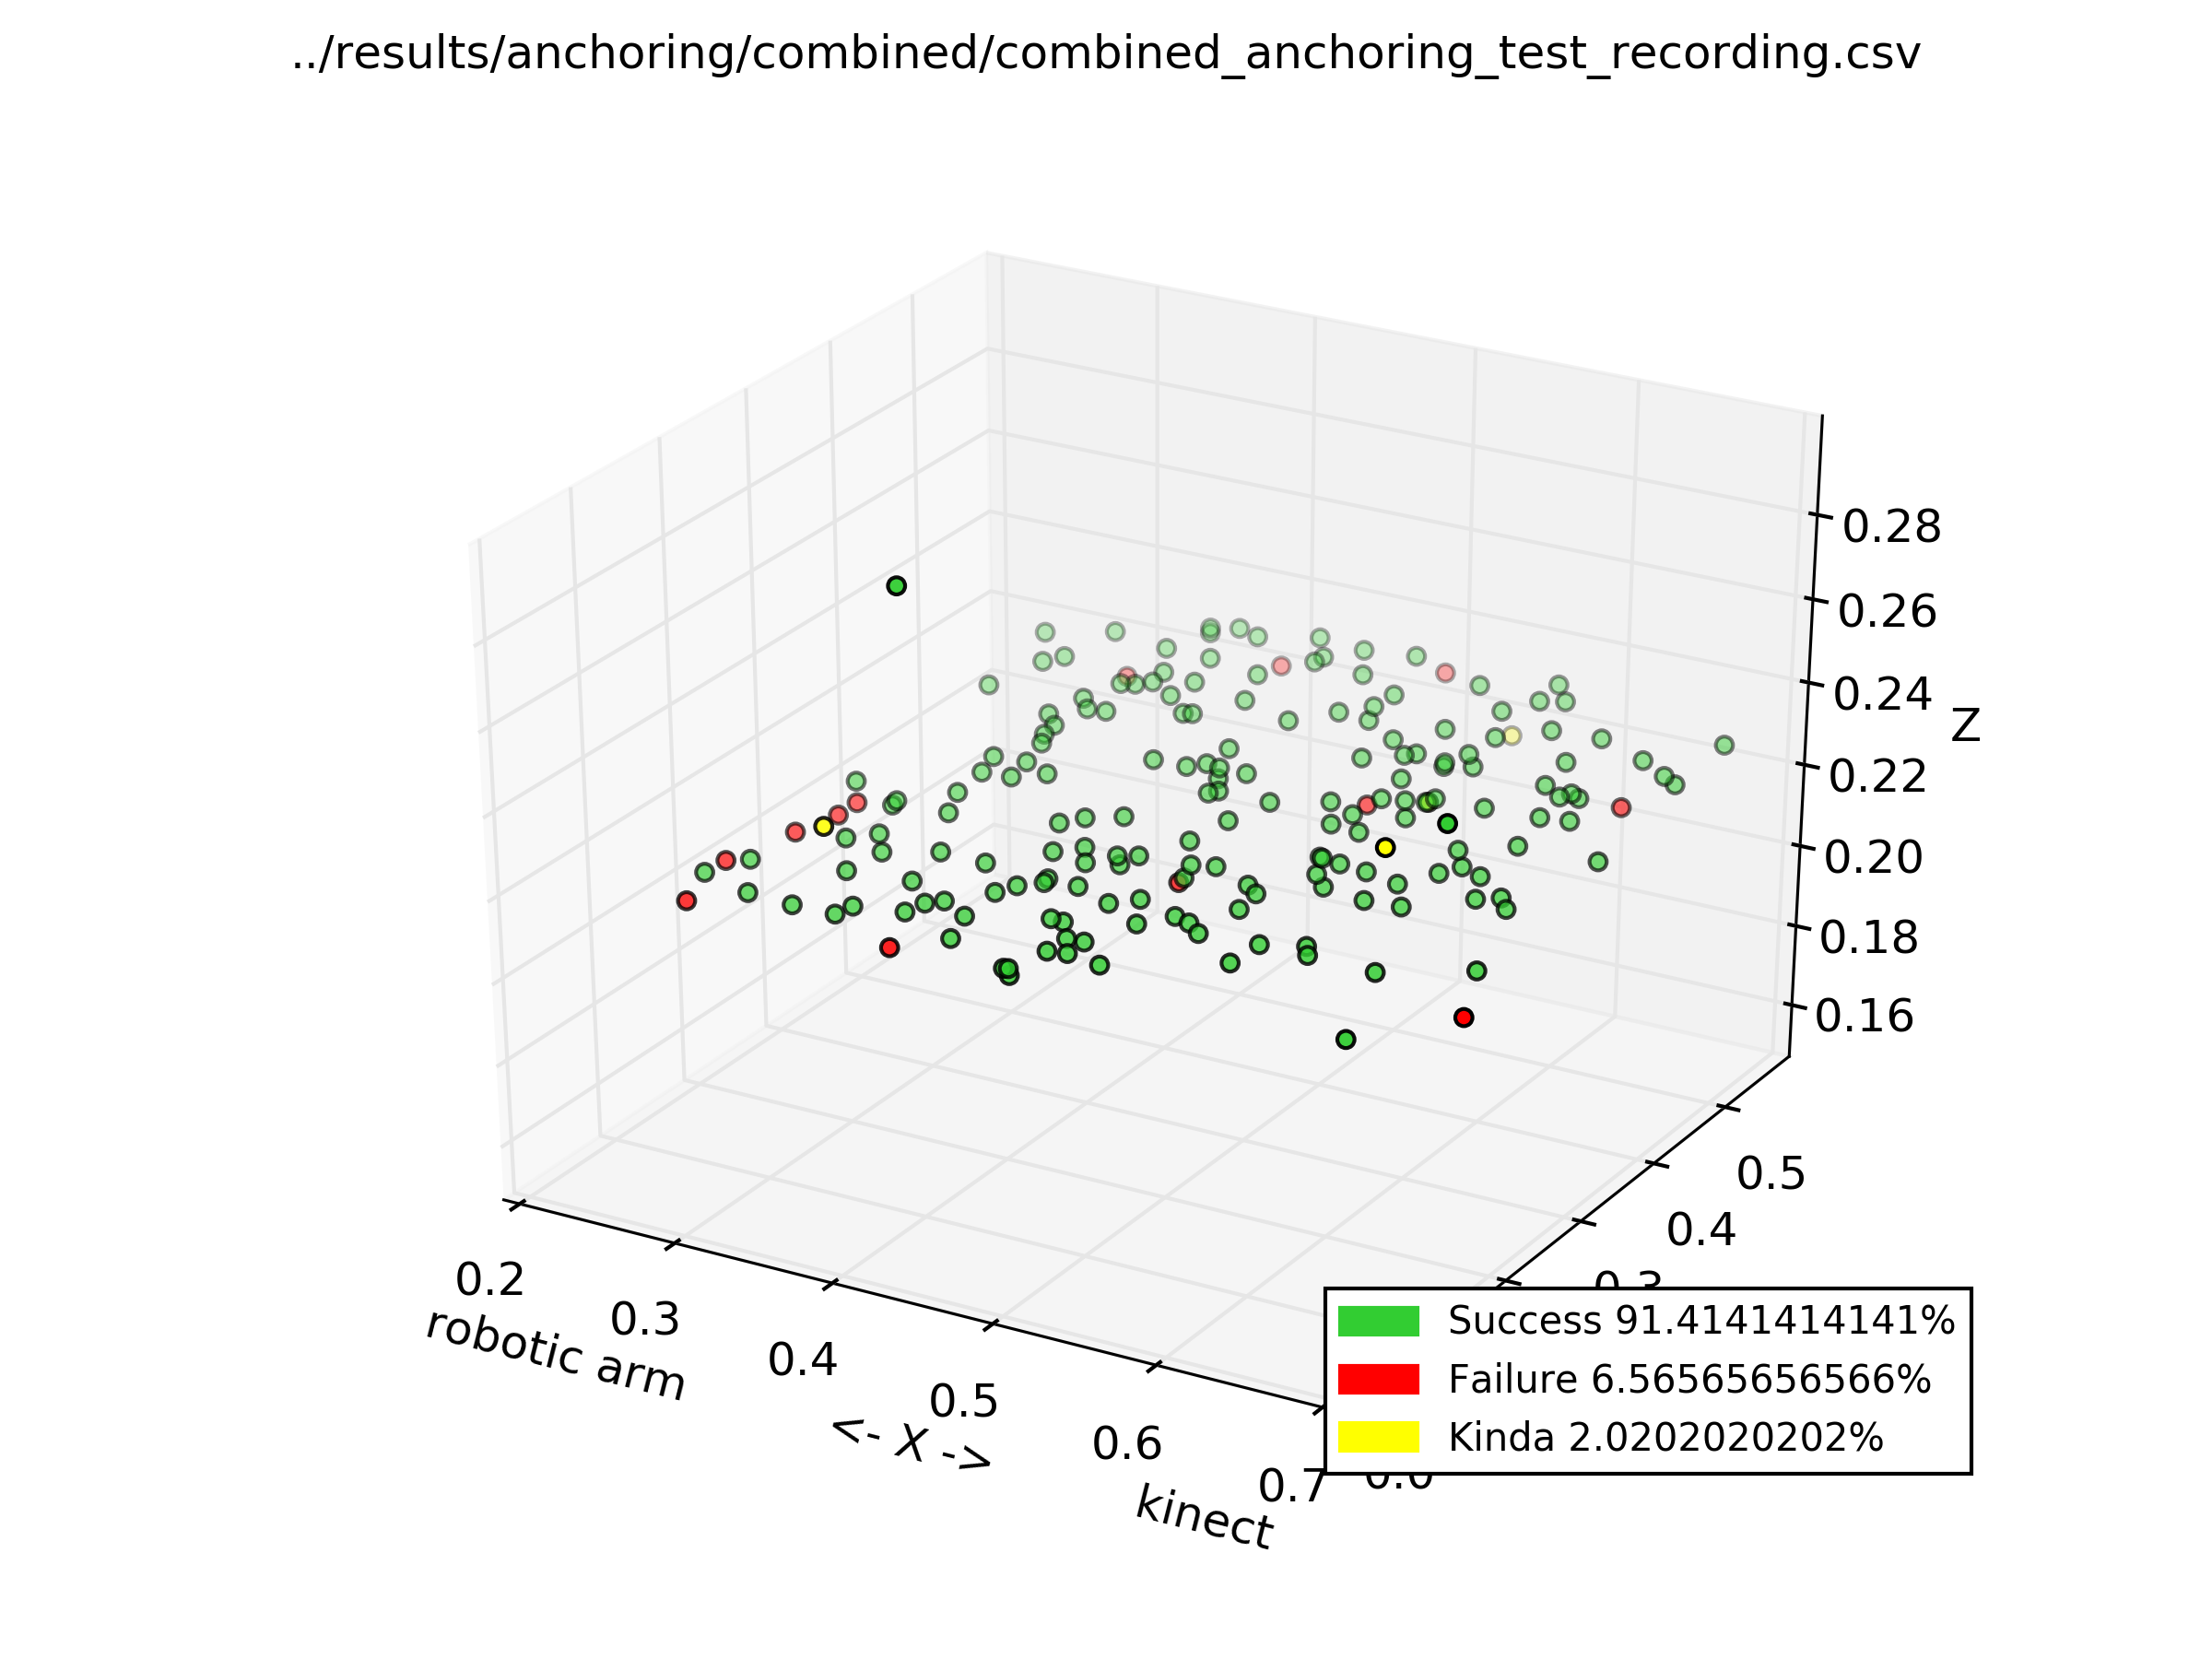 ../results/anchoring/combined/combined_anchoring_test_recording.csv
0.28
0.26
0.24
Z
0.22
0.20
0.18
0.16
0.5
0.4
0.2
0.3
0.4
0.5
0.6
0.7
robotic arm
<- X ->
kinect
Success 91.4141414141%
Failure 6.56565656566%
Kinda 2.0202020202%